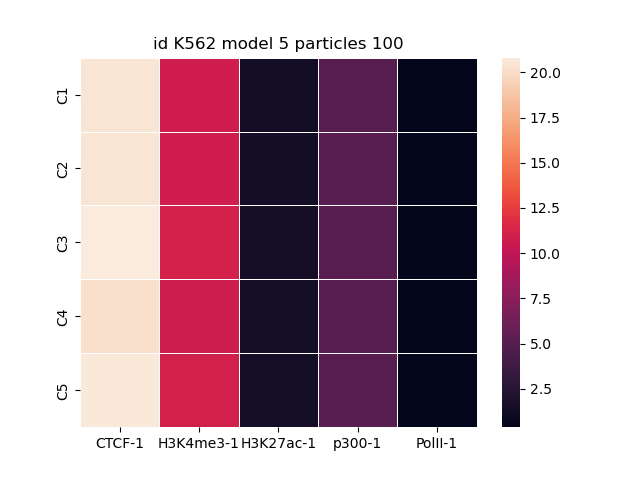 id K562 model 5 particles 100
C1
C2
C3
C4
C5
CTCF-1 H3K4me3-1 H3K27ac-1 p300-1 PolII-1
20.0
17.5
15.0
12.5
10.0
7.5
5.0
2.5